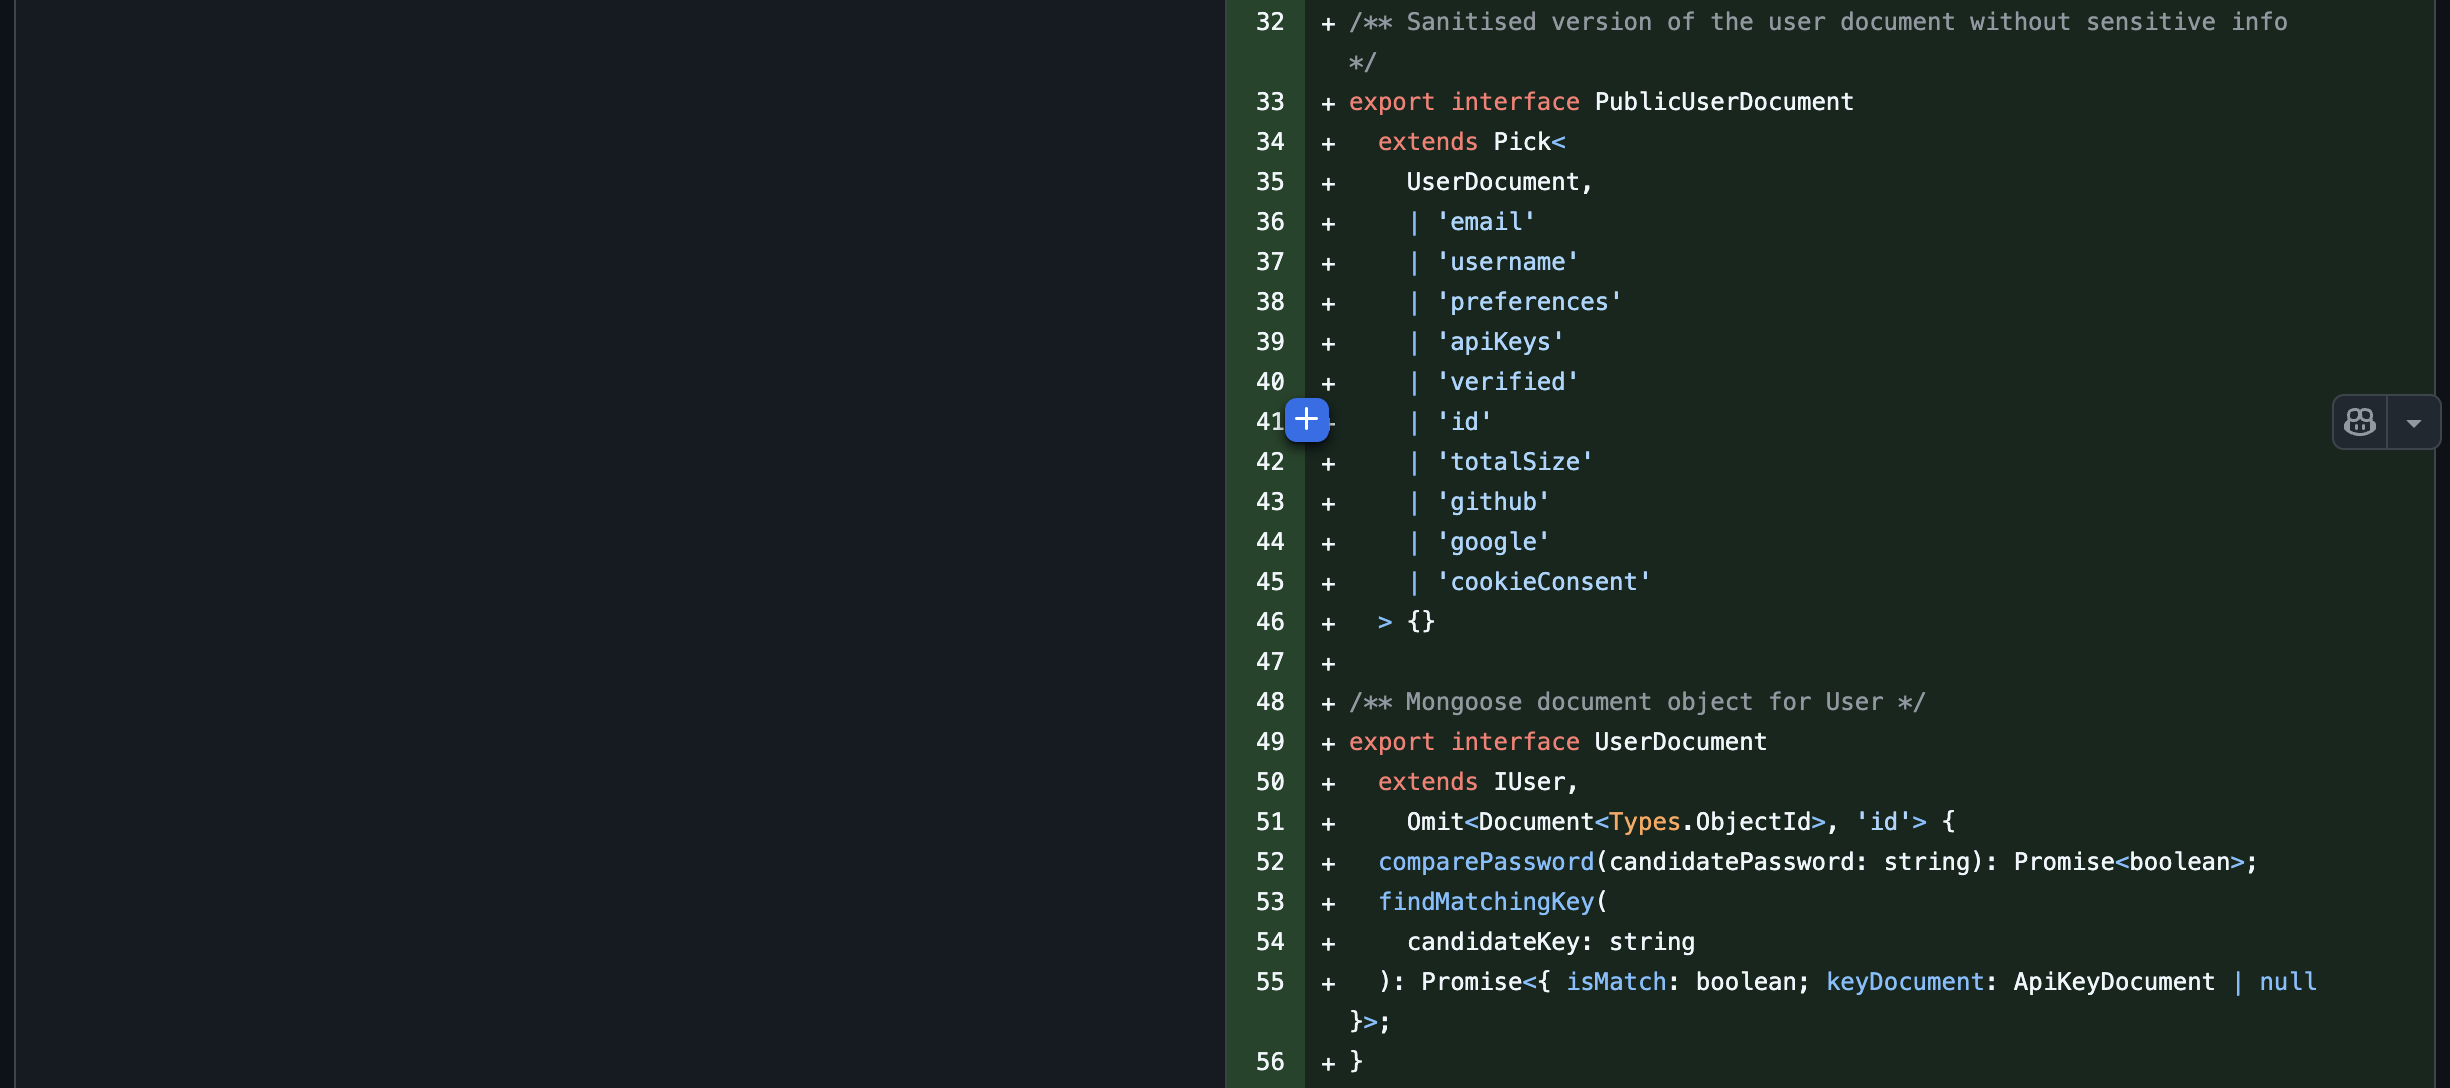 32 + /** Sanitised version of the user document without sensitive info
*/
33 + export interface PublicUserDocument
34 +   extends Pick<
35 +     UserDocument,
36 +     | 'email'
37 +     | 'username'
38 +     | 'preferences'
39 +     | 'apiKeys'
40 +     | 'verified'
41 +     | 'id'
42 +     | 'totalSize'
43 +     | 'github'
44 +     | 'google'
45 +     | 'cookieConsent'
46 +   > {}
47 +
48 + /** Mongoose document object for User */
49 + export interface UserDocument
50 +   extends IUser,
51 +     Omit<Document<Types.ObjectId>, 'id'> {
52 +   comparePassword(candidatePassword: string): Promise<boolean>;
53 +   findMatchingKey(
54 +     candidateKey: string
55 +   ): Promise<{ isMatch: boolean; keyDocument: ApiKeyDocument | null
}>;
56 + }